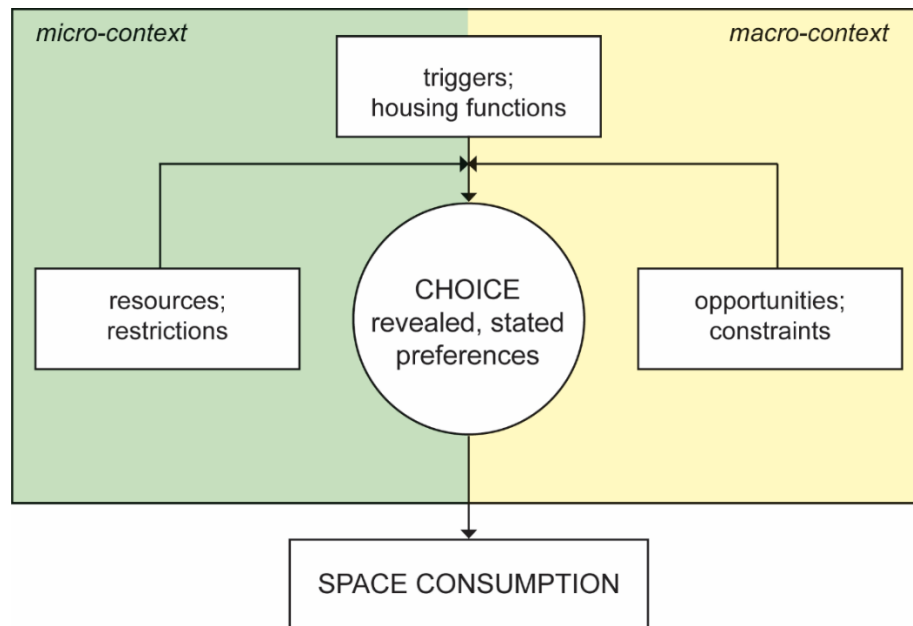 micro-context
macro-context
triggers;
housing functions
resources;
restrictions
CHOICE
revealed, stated
preferences
opportunities;
constraints
SPACE CONSUMPTION